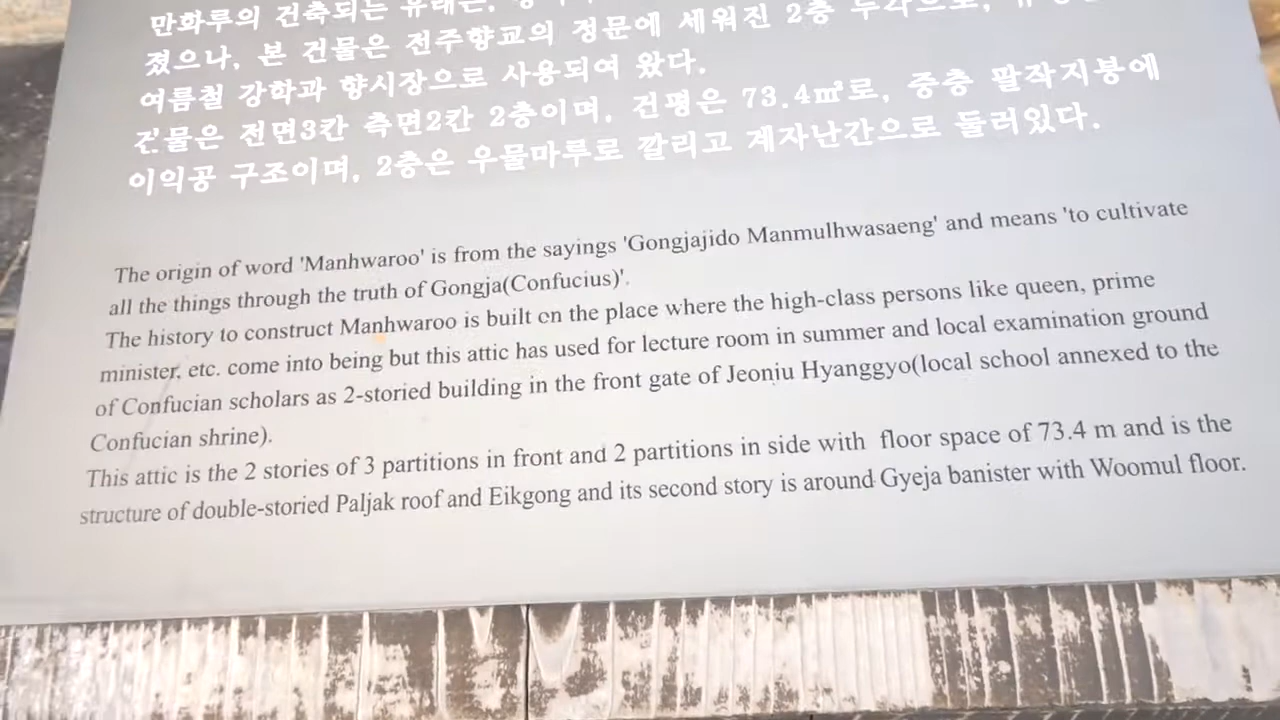 만화루의 건축되는 유래는,
졌으나, 본 건물은 전주향교의 정문에 세워진 2층 누각으로,
여름철 강학과 향시장으로 사용되어 왔다.
건물은 전면3칸 측면2칸 2층이며, 건평은 73.4㎡로, 중층 팔작지붕에
이익공 구조이며, 2층은 우물마루로 깔리고 계자난간으로 둘러있다.
The origin of word 'Manhwaroo' is from the sayings 'Gongjajido Manmulhwasaeng' and means 'to cultivate
all the things through the truth of Gongja(Confucius)'.
The history to construct Manhwaroo is built on the place where the high-class persons like queen, prime
minister, etc. come into being but this attic has used for lecture room in summer and local examination ground
of Confucian scholars as 2-storied building in the front gate of Jeonju Hyanggyo(local school annexed to the
Confucian shrine).
This attic is the 2 stories of 3 partitions in front and 2 partitions in side with floor space of 73.4 m and is the
structure of double-storied Paljak roof and Eikgong and its second story is around Gyeja banister with Woomul floor.